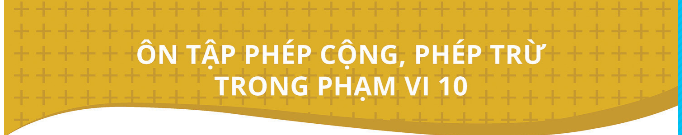 ÔN TẬP PHÉP CỘNG, PHÉP TRỪ
TRONG PHẠM VI 10